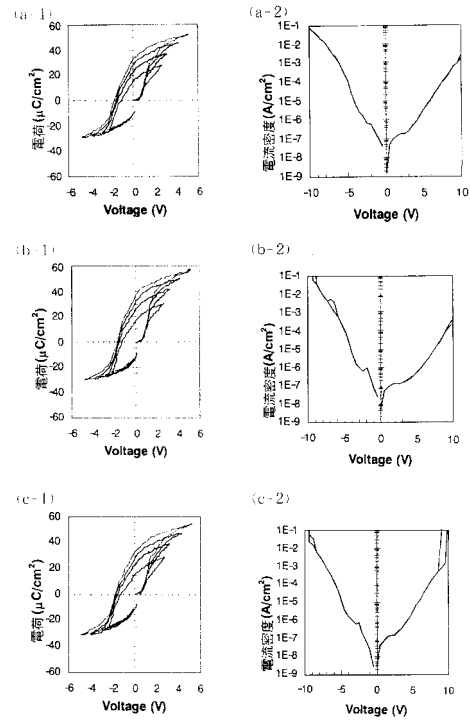 (a-1)
60
40
20
0
-20
-40
-60
-6 -4 -2 0 2 4 6
Voltage (V)
電荷(μC/cm²)
(a-2)
1E-1
1E-2
1E-3
1E-4
1E-5
1E-6
1E-7
1E-8
1E-9
-10 -5 0 5 10
Voltage (V)
電流密度(A/cm²)
(b-1)
60
40
20
0
-20
-40
-60
-6 -4 -2 0 2 4 6
Voltage (V)
電荷(μC/cm²)
(b-2)
1E-1
1E-2
1E-3
1E-4
1E-5
1E-6
1E-7
1E-8
1E-9
-10 -5 0 5 10
Voltage (V)
電流密度(A/cm²)
(c-1)
60
40
20
0
-20
-40
-60
-6 -4 -2 0 2 4 6
Voltage (V)
電荷(μC/cm²)
(c-2)
1E-1
1E-2
1E-3
1E-4
1E-5
1E-6
1E-7
1E-8
1E-9
-10 -5 0 5 10
Voltage (V)
電流密度(A/cm²)